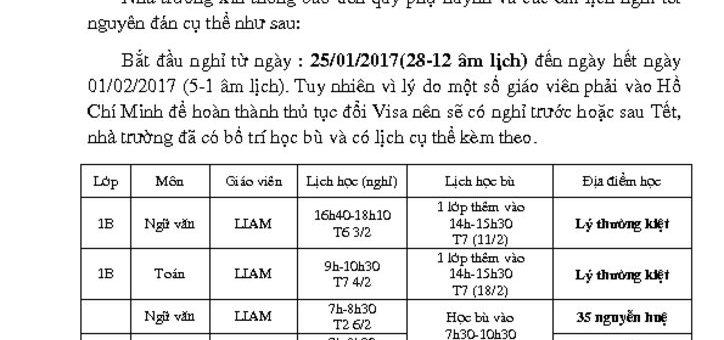 nguyên đán cụ thể như sau:
Bắt đầu nghỉ từ ngày : 25/01/2017(28-12 âm lịch) đến ngày hết ngày
01/02/2017 (5-1 âm lịch). Tuy nhiên vì lý do một số giáo viên phải vào Hồ
Chí Minh để hoàn thành thủ tục đổi Visa nên sẽ có nghỉ trước hoặc sau Tết,
nhà trường đã có bố trí học bù và có lịch cụ thể kèm theo.
Lớp Môn Giáo viên Lịch học (nghỉ) Lịch học bù Địa điểm học
1B Ngữ văn LIAM 16h40-18h10 T6 3/2 1 lớp thêm vào 14h-15h30 T7 (11/2) Lý thường kiệt
1B Toán LIAM 9h-10h30 T7 4/2 1 lớp thêm vào 14h-15h30 T7 (18/2) Lý thường kiệt
Ngữ văn LIAM 7h-8h30 T2 6/2 Học bù vào 7h30-10h30 35 nguyễn huệ